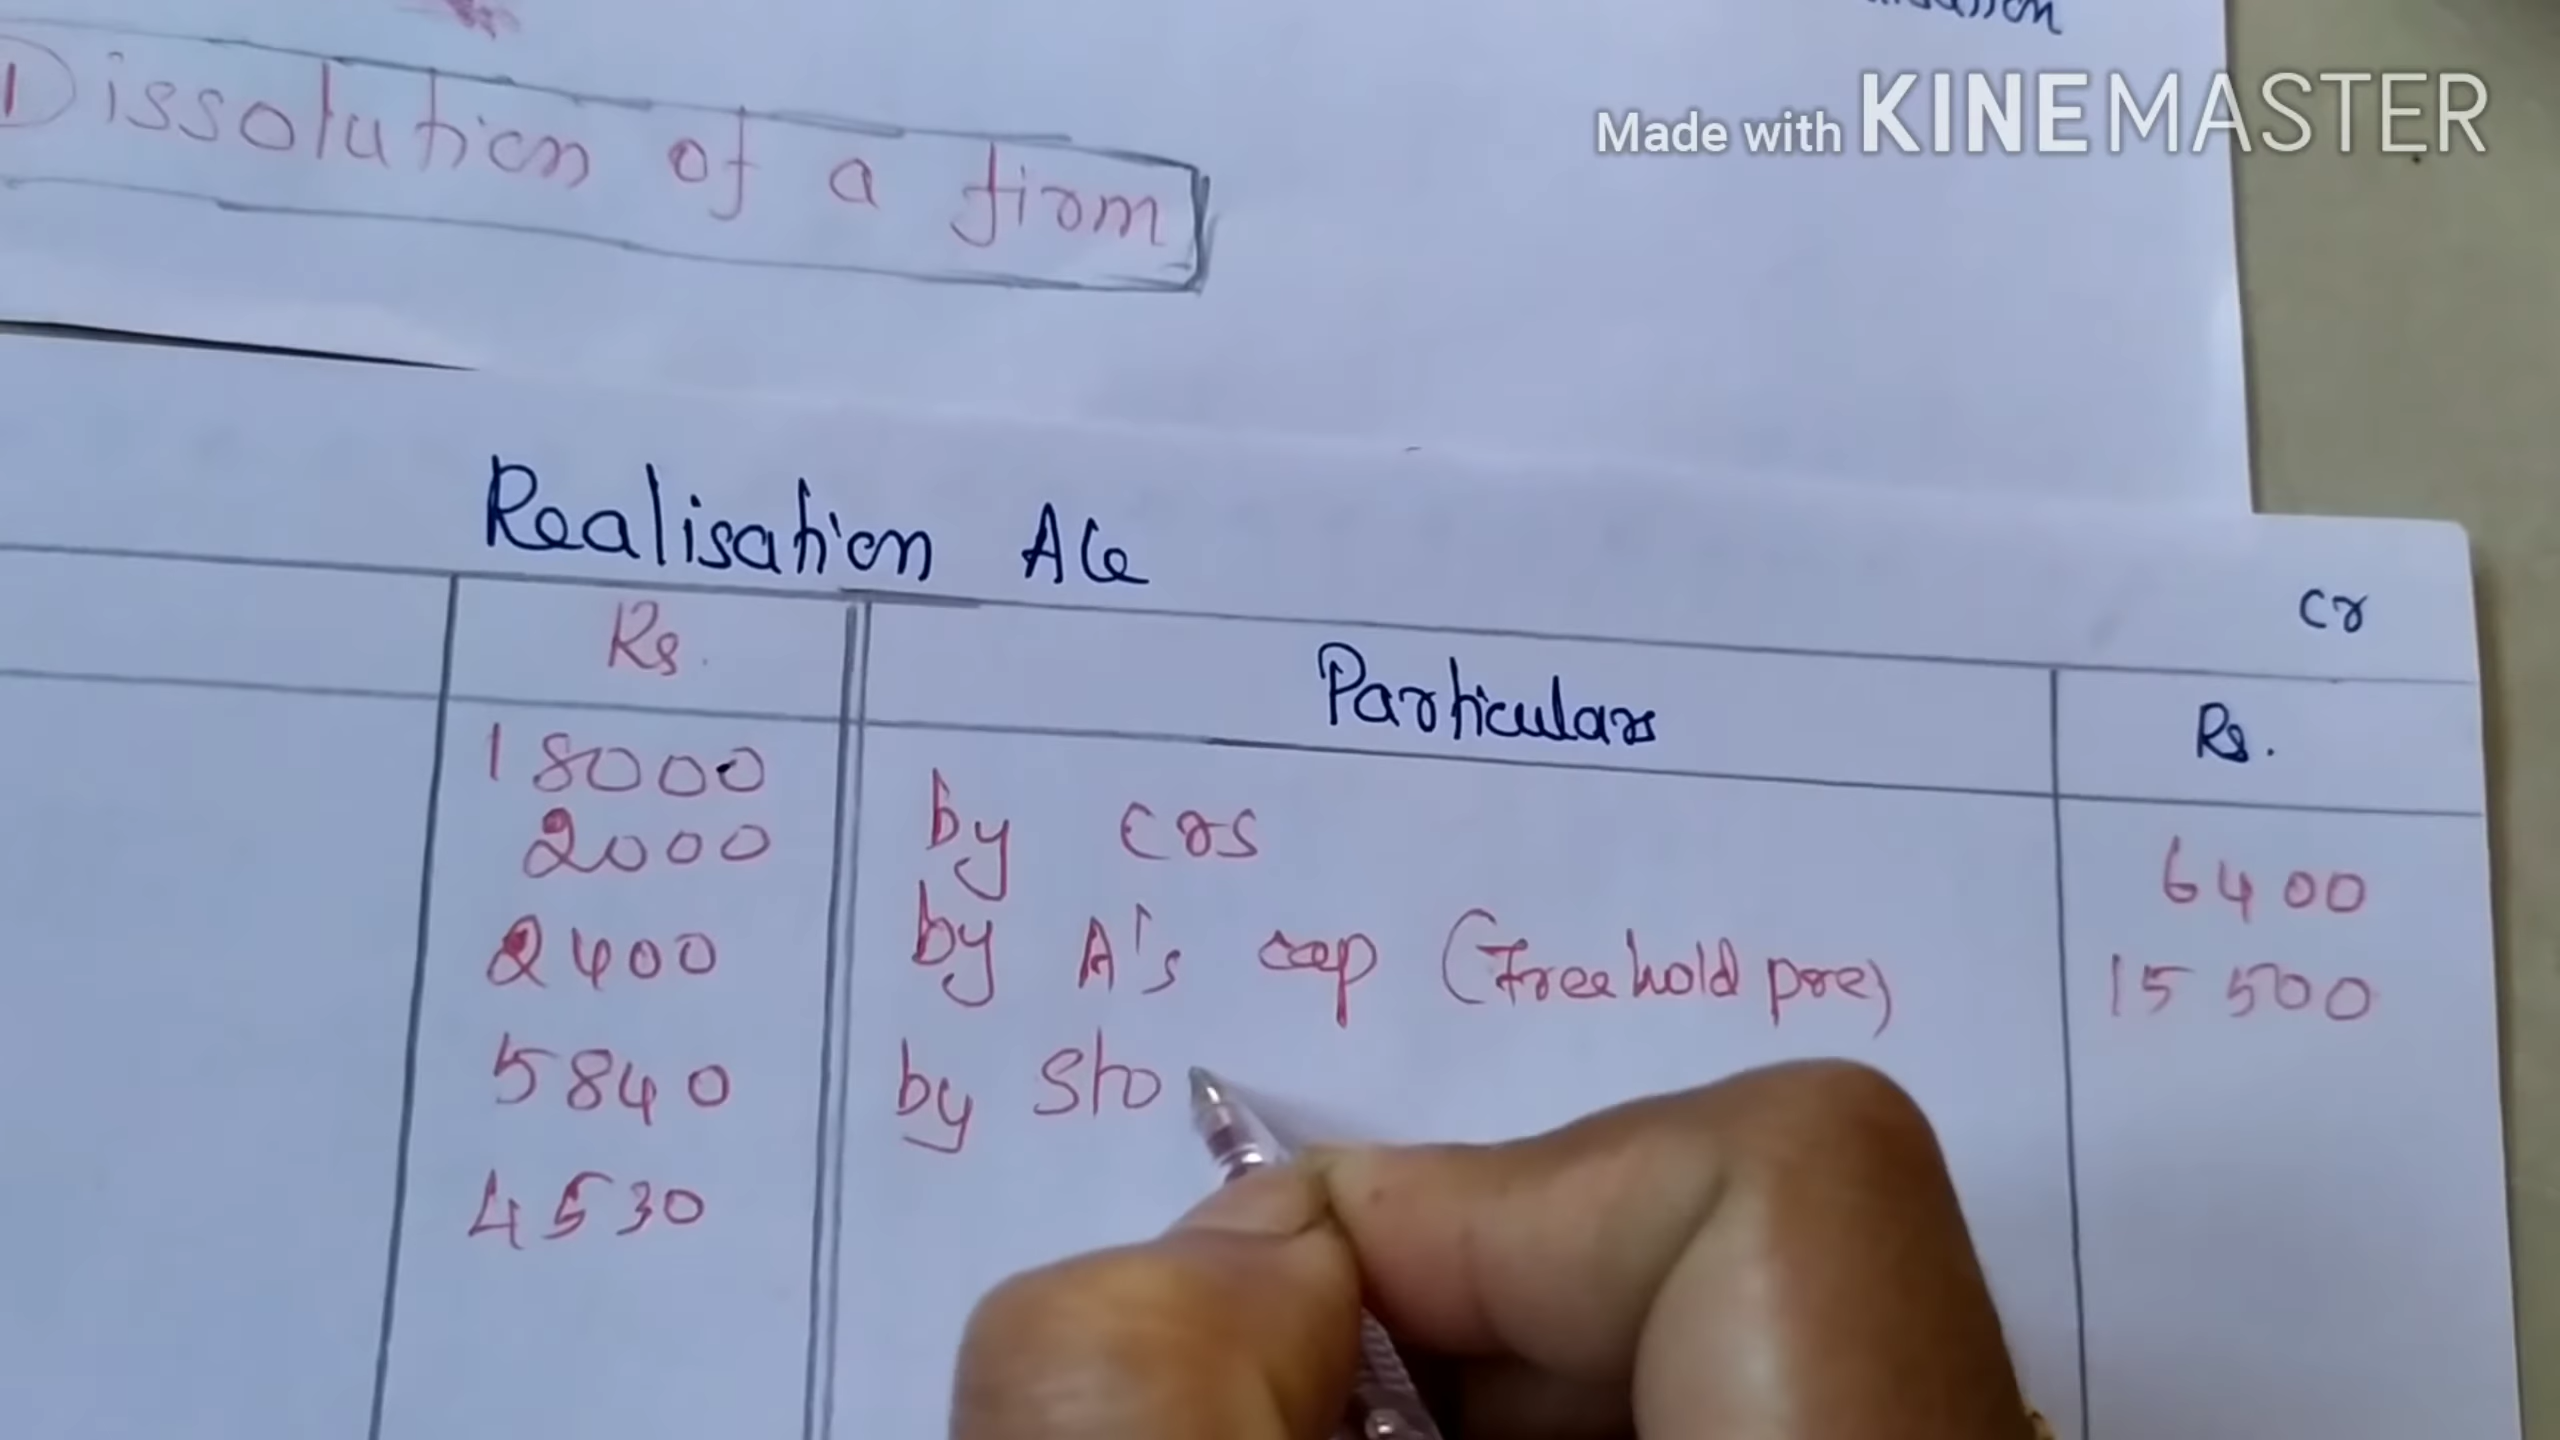 Made with KINEMASTER
Dissolution of a firm
Realisation A/c
Cr
Rs. Particulars Rs.
18000 by Crs 6400
2000 by A's cap (Freehold pre) 15500
2400 by Sto
5840
4530